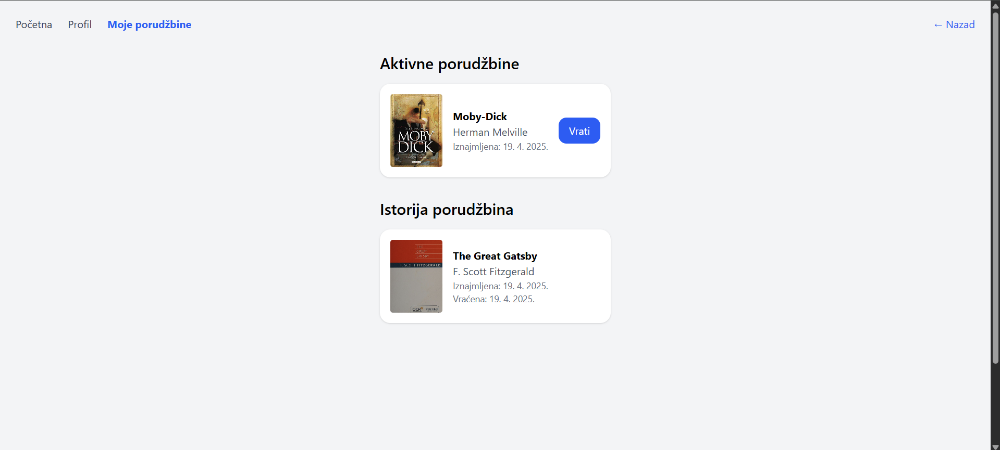 Početna Profil Moje porudžbine ← Nazad
Aktivne porudžbine
MOBY
DICK
Moby-Dick
Herman Melville
Iznajmljena: 19. 4. 2025.
Vrati
Istorija porudžbina
THE
GREAT
GATSBY
F. SCOTT FITZGERALD
OCR
OXFORD
The Great Gatsby
F. Scott Fitzgerald
Iznajmljena: 19. 4. 2025.
Vraćena: 19. 4. 2025.